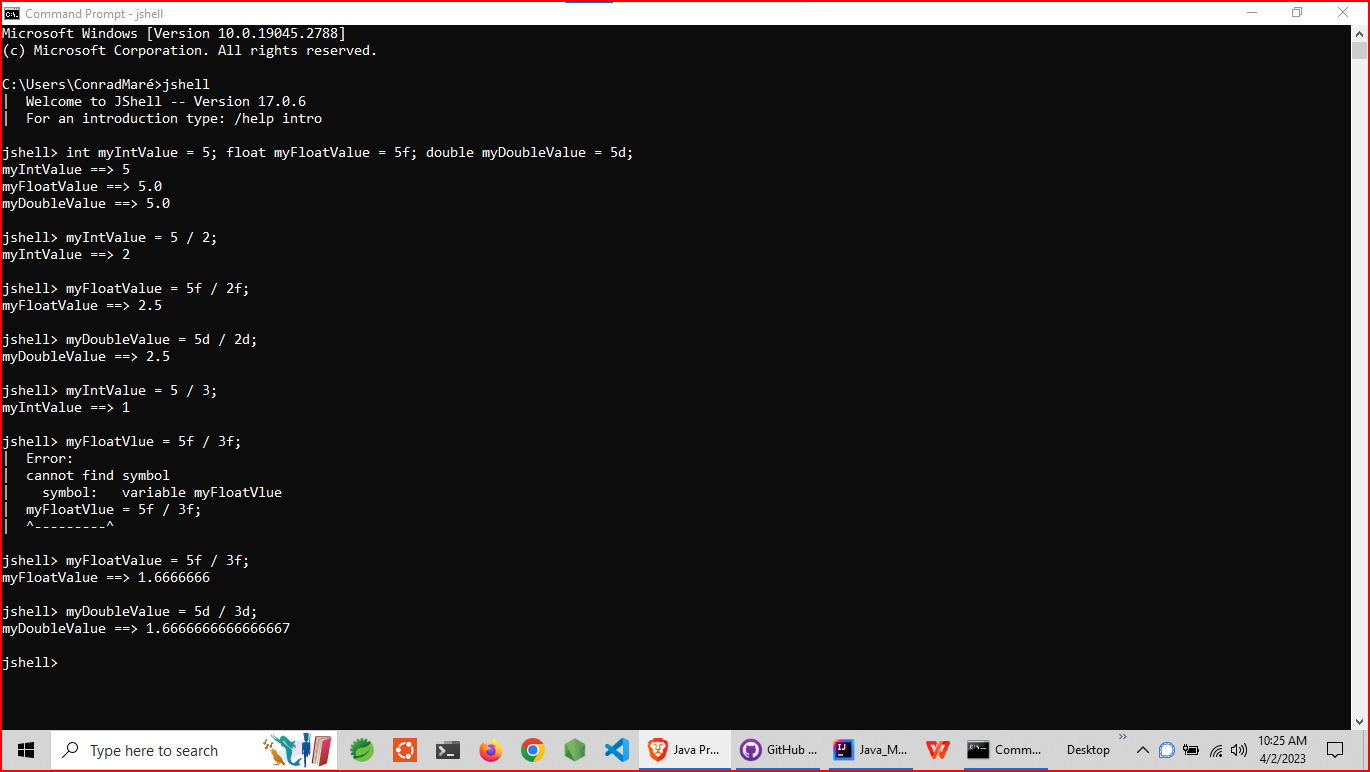 Command Prompt - jshell
Microsoft Windows [Version 10.0.19045.2788]
(c) Microsoft Corporation. All rights reserved.
C:\Users\ConradMaré>jshell
|  Welcome to JShell -- Version 17.0.6
|  For an introduction type: /help intro
jshell> int myIntValue = 5; float myFloatValue = 5f; double myDoubleValue = 5d;
myIntValue ==> 5
myFloatValue ==> 5.0
myDoubleValue ==> 5.0
jshell> myIntValue = 5 / 2;
myIntValue ==> 2
jshell> myFloatValue = 5f / 2f;
myFloatValue ==> 2.5
jshell> myDoubleValue = 5d / 2d;
myDoubleValue ==> 2.5
jshell> myIntValue = 5 / 3;
myIntValue ==> 1
jshell> myFloatVlue = 5f / 3f;
|  Error:
|  cannot find symbol
|    symbol:   variable myFloatVlue
|  myFloatVlue = 5f / 3f;
|  ^---------^
jshell> myFloatValue = 5f / 3f;
myFloatValue ==> 1.6666666
jshell> myDoubleValue = 5d / 3d;
myDoubleValue ==> 1.6666666666666667
jshell>
Type here to search
Java Pr...
GitHub ...
Java_M...
Comm...
Desktop
10:25 AM
4/2/2023